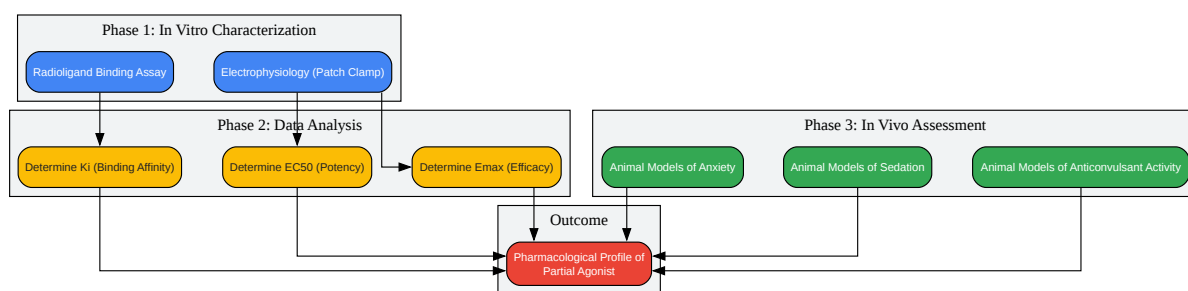 Phase 1: In Vitro Characterization
Radioligand Binding Assay
Electrophysiology (Patch Clamp)
Phase 2: Data Analysis
Determine Ki (Binding Affinity)
Determine EC50 (Potency)
Determine Emax (Efficacy)
Phase 3: In Vivo Assessment
Animal Models of Anxiety
Animal Models of Sedation
Animal Models of Anticonvulsant Activity
Outcome
Pharmacological Profile of
Partial Agonist